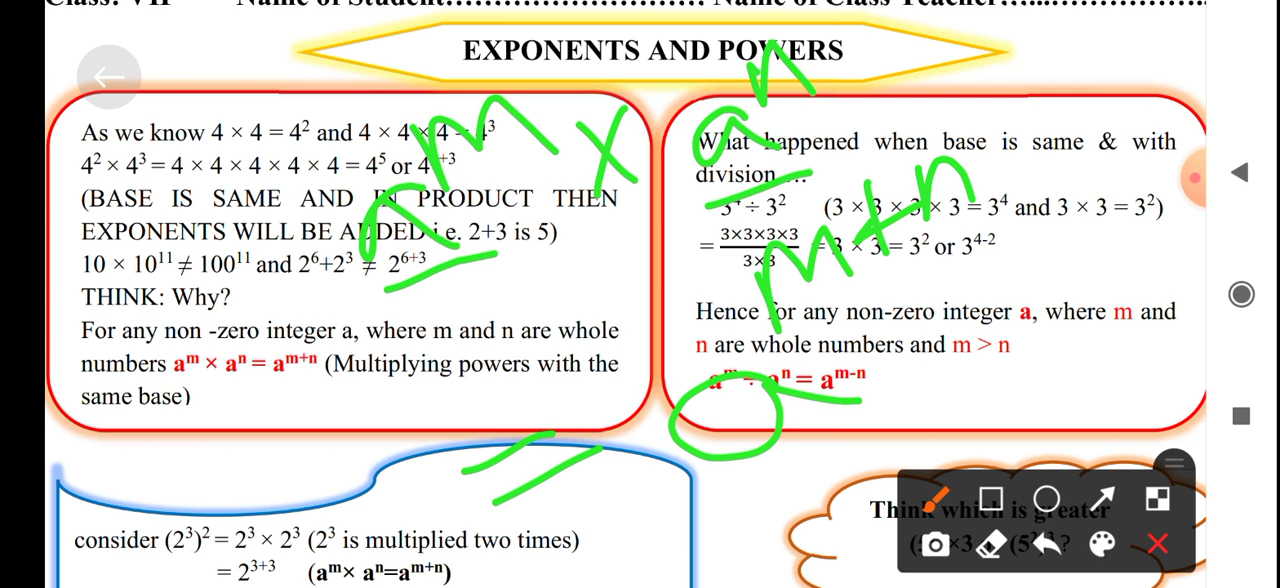 EXPONENTS AND POWERS
As we know 4 × 4 = 4² and 4 × 4 × 4 = 4³
4² × 4³ = 4 × 4 × 4 × 4 × 4 = 4⁵ or 4²⁺³
(BASE IS SAME AND IN PRODUCT THEN
EXPONENTS WILL BE ADDED i.e. 2+3 is 5)
10 × 10¹¹ ≠ 100¹¹ and 2⁶+2³ ≠ 2⁶⁺³
THINK: Why?
For any non -zero integer a, where m and n are whole
numbers aᵐ × aⁿ = aᵐ⁺ⁿ (Multiplying powers with the
same base)
What happened when base is same & with
division....
3⁴ ÷ 3² (3 × 3 × 3 × 3 = 3⁴ and 3 × 3 = 3²)
= 3×3×3×3 / 3×3 = 3 × 3 = 3² or 3⁴⁻²
Hence for any non-zero integer a, where m and
n are whole numbers and m > n
aᵐ ÷ aⁿ = aᵐ⁻ⁿ
aᵐ × aⁿ
= a ᵐ⁺ⁿ
consider (2³)² = 2³ × 2³ (2³ is multiplied two times)
= 2³⁺³ (aᵐ× aⁿ=aᵐ⁺ⁿ)
Think which is greater